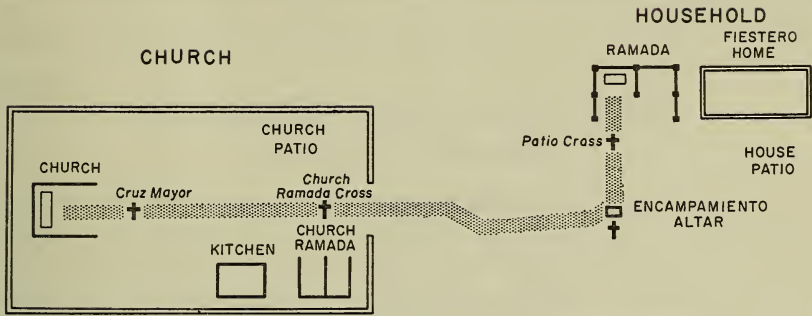 CHURCH
CHURCH
PATIO
CHURCH
Cruz Mayor
Church
Ramada Cross
CHURCH
RAMADA
KITCHEN
HOUSEHOLD
RAMADA
FIESTERO
HOME
Patio Cross
HOUSE
PATIO
ENCAMPAMIENTO
ALTAR